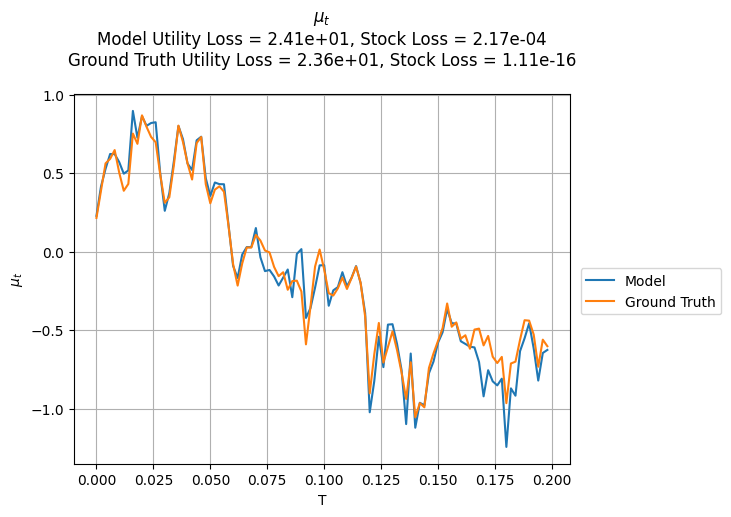 μₜ
Model Utility Loss = 2.41e+01, Stock Loss = 2.17e-04
Ground Truth Utility Loss = 2.36e+01, Stock Loss = 1.11e-16
1.0
0.5
0.0
−0.5
−1.0
μₜ
0.000
0.025
0.050
0.075
0.100
0.125
0.150
0.175
0.200
T
Model
Ground Truth